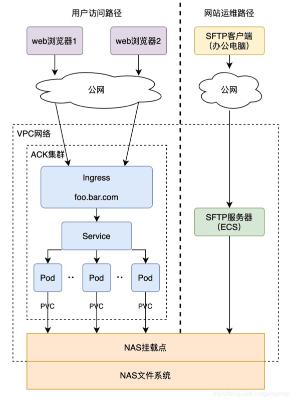 用户访问路径
网站运维路径
web浏览器1
web浏览器2
SFTP客户端
（办公电脑）
公网
公网
VPC网络
ACK集群
Ingress
foo.bar.com
Service
SFTP服务器
（ECS）
Pod
Pod
Pod
PVC
PVC
PVC
NAS挂载点
NAS文件系统